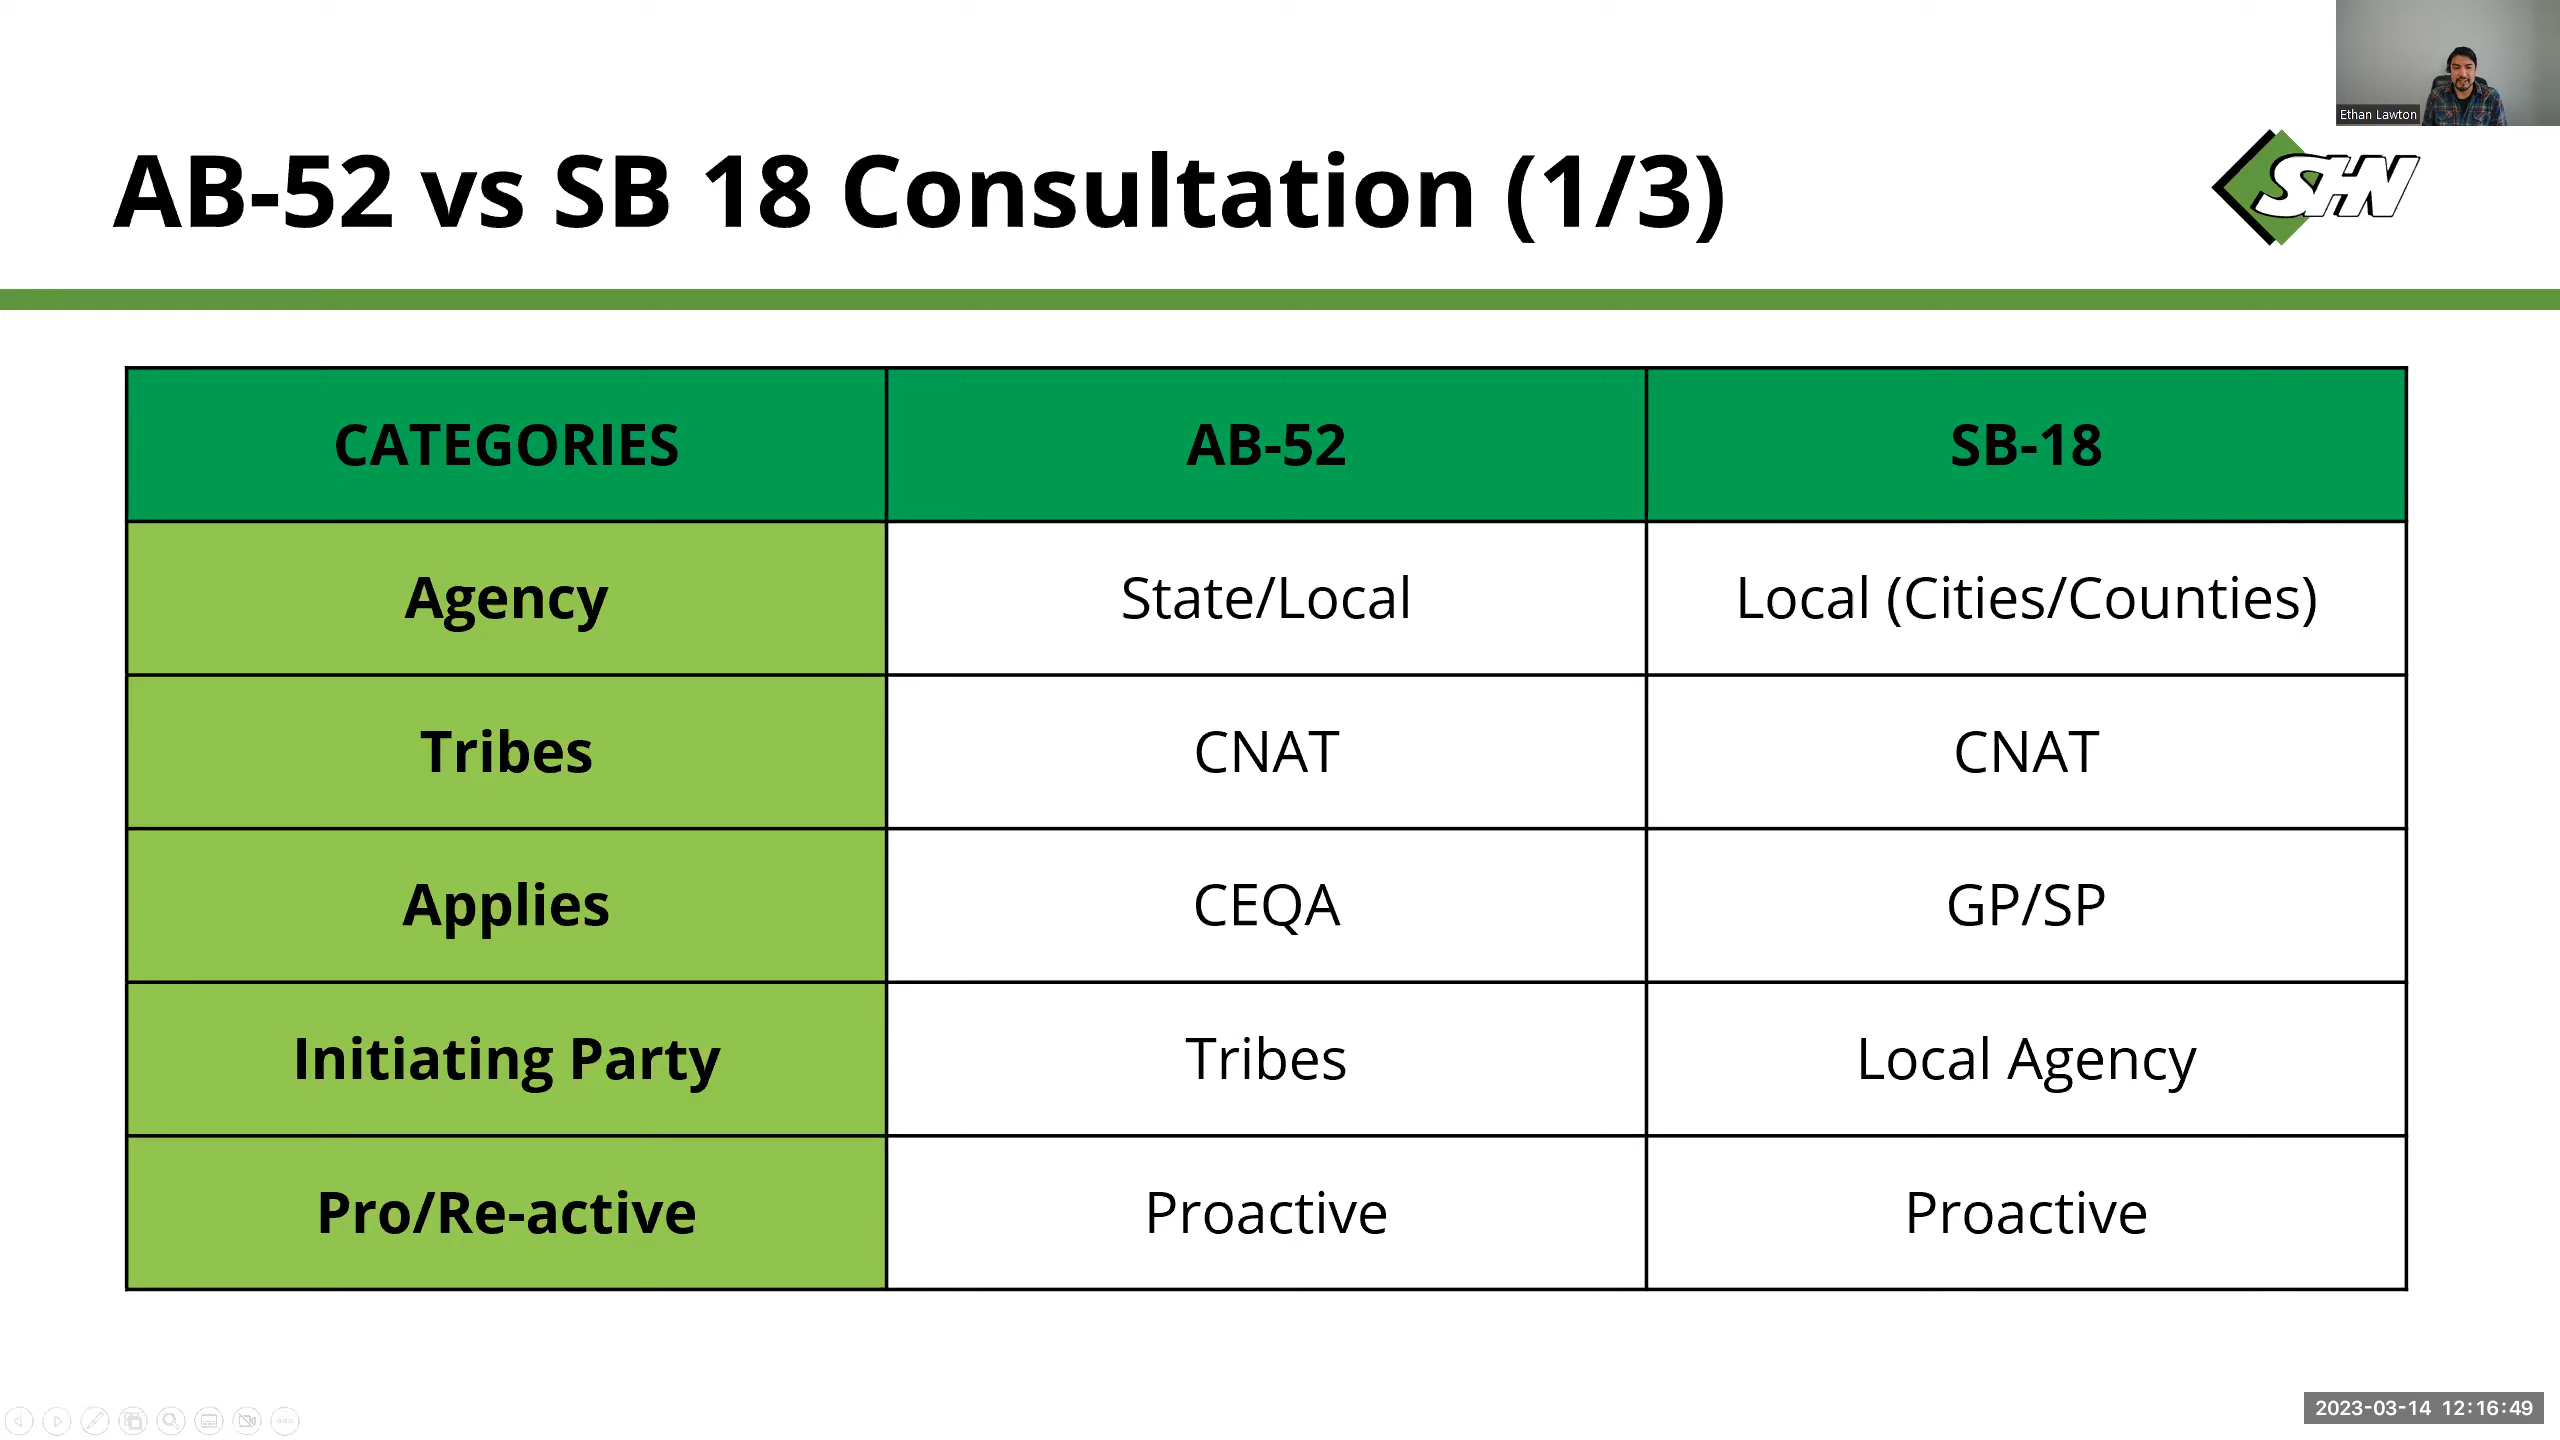 Ethan Lawton
AB-52 vs SB 18 Consultation (1/3)
SHN
CATEGORIES AB-52 SB-18
Agency State/Local Local (Cities/Counties)
Tribes CNAT CNAT
Applies CEQA GP/SP
Initiating Party Tribes Local Agency
Pro/Re-active Proactive Proactive
2023-03-14 12:16:49